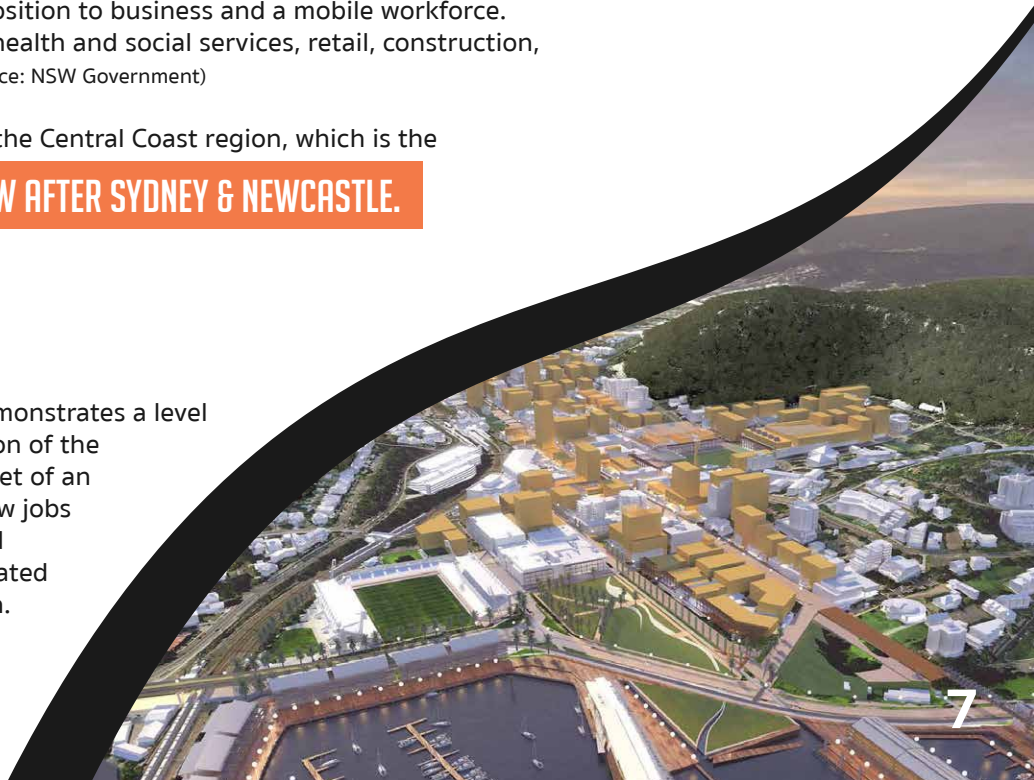 osition to business and a mobile workforce.
health and social services, retail, construction,
ce: NSW Government)
the Central Coast region, which is the
W AFTER SYDNEY & NEWCASTLE.
monstrates a level
on of the
et of an
w jobs
l
ated
n.
7